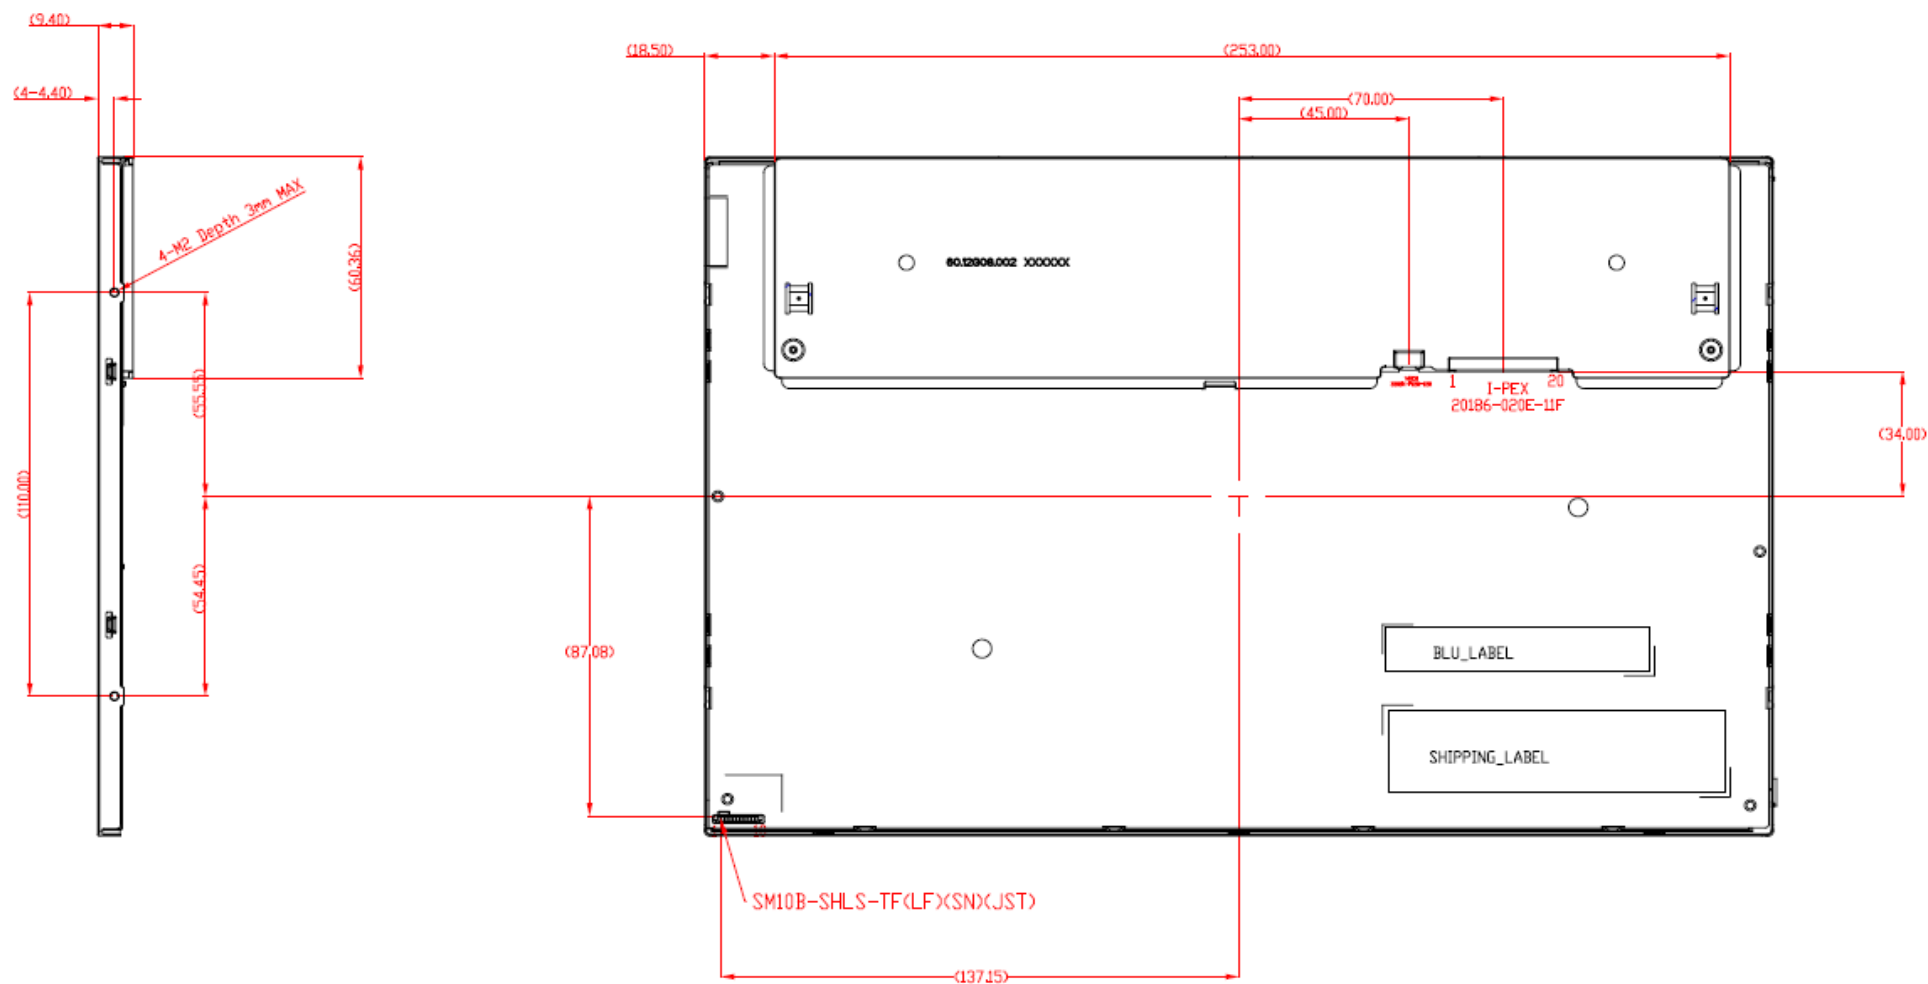 (9.40)
(18.50)
(253.00)
(4-4.40)
(70.00)
(45.00)
4-M2 Depth 3mm MAX
(60.36)
60.12G08.002 XXXXXX
(55.55)
1
20
I-PEX
20186-020E-11F
(34.00)
(110.00)
(54.45)
(87.08)
BLU_LABEL
SHIPPING_LABEL
SM10B-SHLS-TF(LF)(SN)(JST)
(137.15)